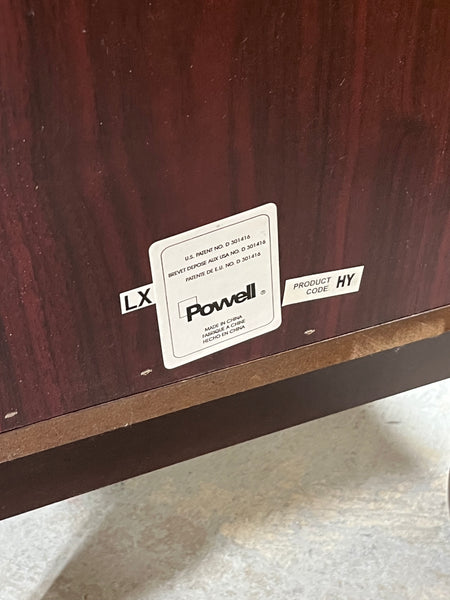 U.S. PATENT NO. D 301416
BREVET DEPOSE AUX USA NO. D 301416
PATENTE DE E.U. NO. D 301416
LX
Powell ®
PRODUCT CODE HY
MADE IN CHINA
FABRIQUE A CHINE
HECHO EN CHINA